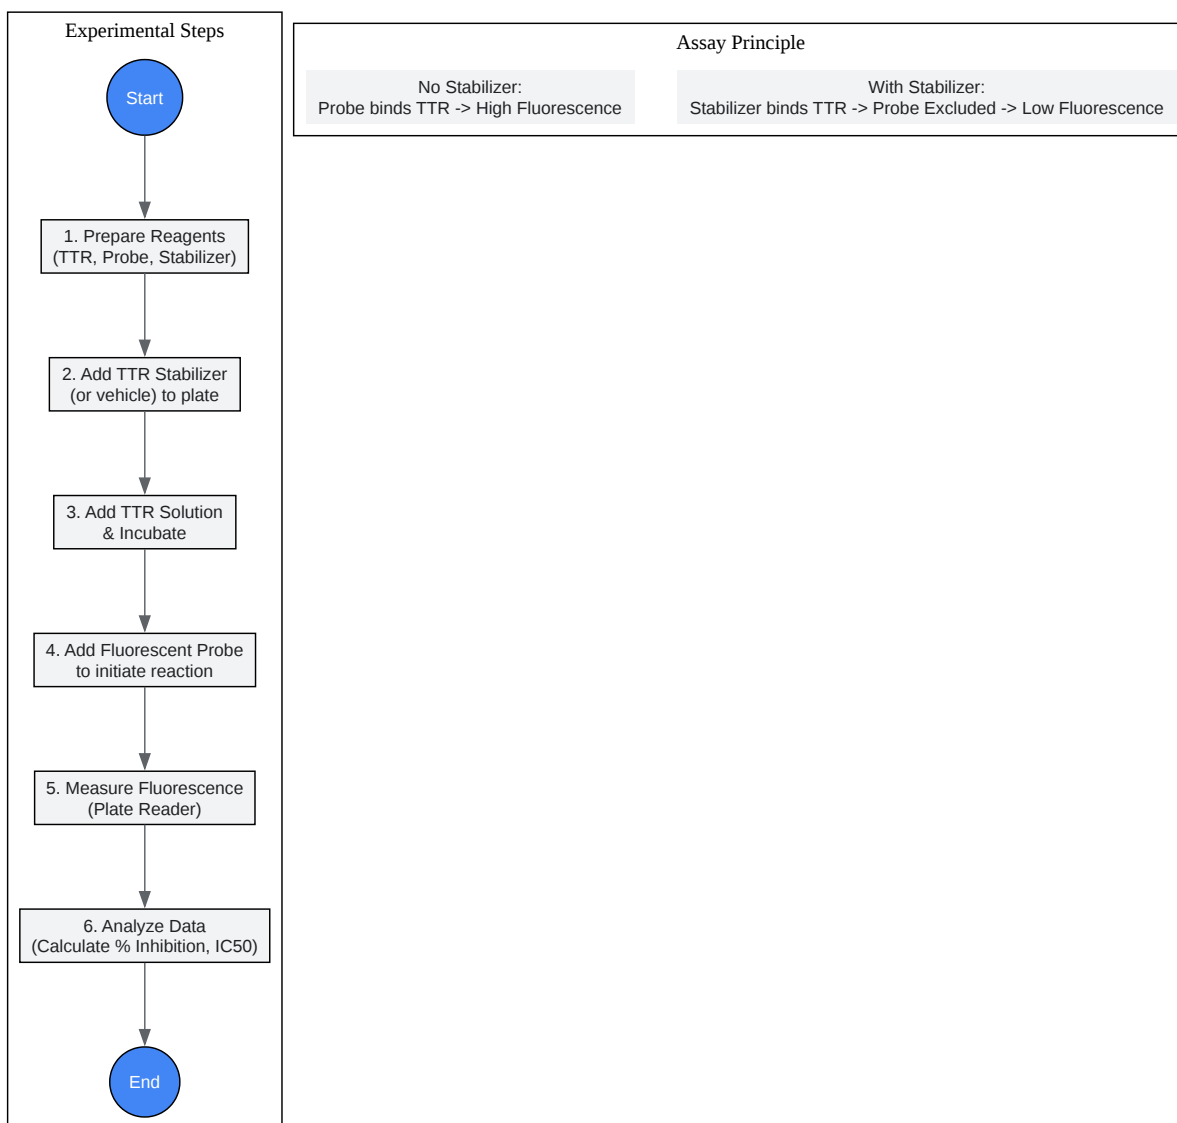 Experimental Steps
Start
1. Prepare Reagents
(TTR, Probe, Stabilizer)
2. Add TTR Stabilizer
(or vehicle) to plate
3. Add TTR Solution
& Incubate
4. Add Fluorescent Probe
to initiate reaction
5. Measure Fluorescence
(Plate Reader)
6. Analyze Data
(Calculate % Inhibition, IC50)
End
Assay Principle
No Stabilizer:
Probe binds TTR -> High Fluorescence
With Stabilizer:
Stabilizer binds TTR -> Probe Excluded -> Low Fluorescence